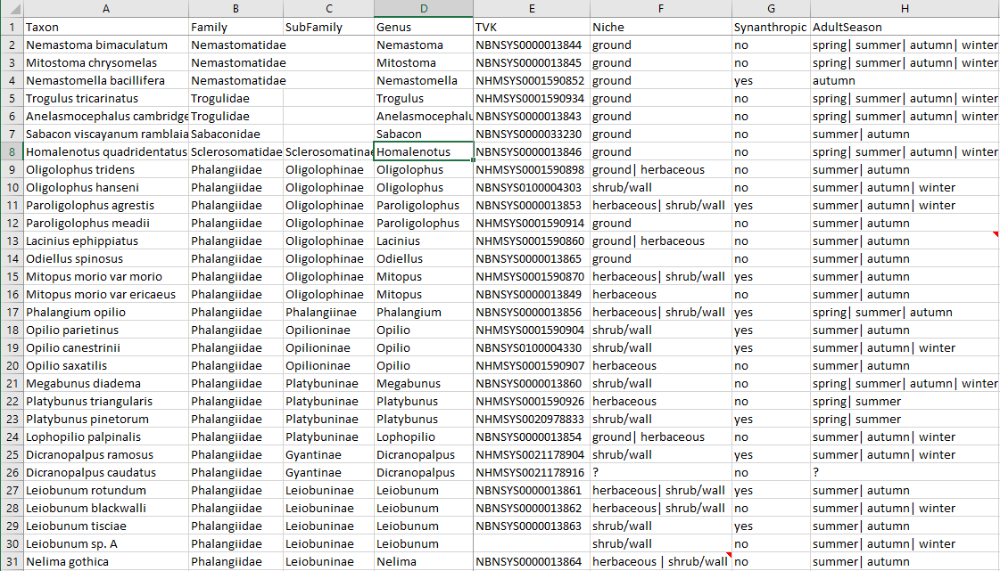 A B C D E F G H
1 Taxon Family SubFamily Genus TVK Niche Synanthropic AdultSeason
2 Nemastoma bimaculatum Nemastomatidae Nemastoma NBNSYS0000013844 ground no spring| summer| autumn| winter
3 Mitostoma chrysomelas Nemastomatidae Mitostoma NBNSYS0000013845 ground no spring| summer| autumn| winter
4 Nemastomella bacillifera Nemastomatidae Nemastomella NHMSYS0001590852 ground yes autumn
5 Trogulus tricarinatus Trogulidae Trogulus NHMSYS0001590934 ground no spring| summer| autumn| winter
6 Anelasmocephalus cambridge Trogulidae Anelasmocephalu NBNSYS0000013843 ground no spring| summer| autumn| winter
7 Sabacon viscayanum ramblaia Sabaconidae Sabacon NBNSYS0000033230 ground no summer| autumn
8 Homalenotus quadridentatus Sclerosomatidae Sclerosomatinae Homalenotus NBNSYS0000013846 ground no spring| summer| autumn| winter
9 Oligolophus tridens Phalangiidae Oligolophinae Oligolophus NHMSYS0001590898 ground| herbaceous no summer| autumn
10 Oligolophus hanseni Phalangiidae Oligolophinae Oligolophus NBNSYS0100004303 shrub/wall no summer| autumn| winter
11 Paroligolophus agrestis Phalangiidae Oligolophinae Paroligolophus NBNSYS0000013853 herbaceous| shrub/wall yes summer| autumn| winter
12 Paroligolophus meadii Phalangiidae Oligolophinae Paroligolophus NHMSYS0001590914 ground no summer| autumn
13 Lacinius ephippiatus Phalangiidae Oligolophinae Lacinius NHMSYS0001590860 ground| herbaceous no summer| autumn
14 Odiellus spinosus Phalangiidae Oligolophinae Odiellus NBNSYS0000013865 ground no summer| autumn
15 Mitopus morio var morio Phalangiidae Oligolophinae Mitopus NHMSYS0001590870 herbaceous| shrub/wall yes summer| autumn
16 Mitopus morio var ericaeus Phalangiidae Oligolophinae Mitopus NBNSYS0000013849 herbaceous no summer| autumn
17 Phalangium opilio Phalangiidae Phalangiinae Phalangium NBNSYS0000013856 herbaceous| shrub/wall yes spring| summer| autumn
18 Opilio parietinus Phalangiidae Opilioninae Opilio NHMSYS0001590904 shrub/wall yes summer| autumn
19 Opilio canestrinii Phalangiidae Opilioninae Opilio NBNSYS0100004330 shrub/wall yes summer| autumn| winter
20 Opilio saxatilis Phalangiidae Opilioninae Opilio NHMSYS0001590907 herbaceous no summer| autumn
21 Megabunus diadema Phalangiidae Platybuninae Megabunus NBNSYS0000013860 shrub/wall no spring| summer| autumn| winter
22 Platybunus triangularis Phalangiidae Platybuninae Platybunus NHMSYS0001590926 herbaceous no spring| summer
23 Platybunus pinetorum Phalangiidae Platybuninae Platybunus NHMSYS0020978833 shrub/wall yes spring| summer
24 Lophopilio palpinalis Phalangiidae Platybuninae Lophopilio NBNSYS0000013854 ground| herbaceous no summer| autumn| winter
25 Dicranopalpus ramosus Phalangiidae Gyantinae Dicranopalpus NHMSYS0021178904 shrub/wall yes summer| autumn| winter
26 Dicranopalpus caudatus Phalangiidae Gyantinae Dicranopalpus NHMSYS0021178916 ? no ?
27 Leiobunum rotundum Phalangiidae Leiobuninae Leiobunum NBNSYS0000013861 herbaceous| shrub/wall yes summer| autumn
28 Leiobunum blackwalli Phalangiidae Leiobuninae Leiobunum NBNSYS0000013862 herbaceous| shrub/wall no summer| autumn| winter
29 Leiobunum tisciae Phalangiidae Leiobuninae Leiobunum NBNSYS0000013863 shrub/wall yes summer| autumn
30 Leiobunum sp. A Phalangiidae Leiobuninae Leiobunum shrub/wall no summer| autumn| winter
31 Nelima gothica Phalangiidae Leiobuninae Nelima NBNSYS0000013864 herbaceous | shrub/wall no summer| autumn